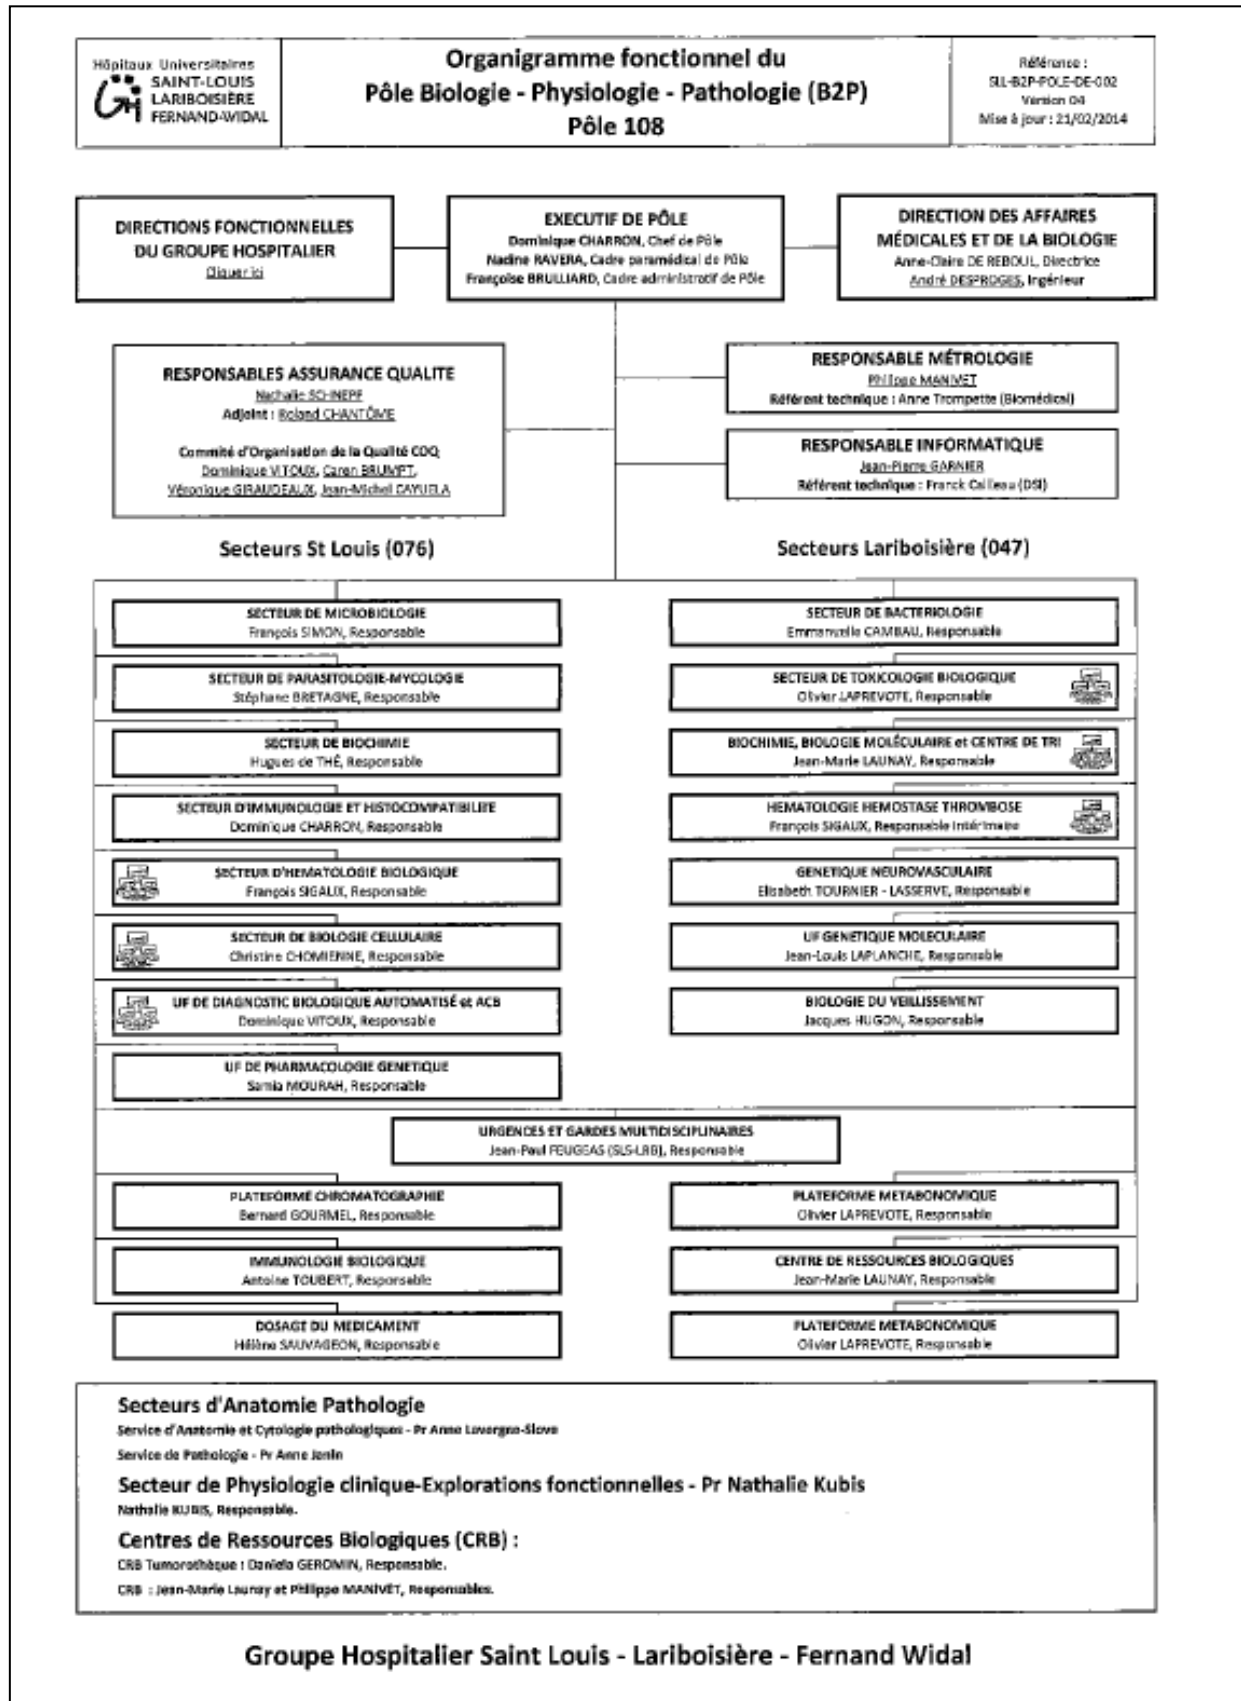 Hôpitaux Universitaires
SAINT-LOUIS
LARIBOISIÈRE
FERNAND-WIDAL
Organigramme fonctionnel du
Pôle Biologie - Physiologie - Pathologie (B2P)
Pôle 108
Référence :
SLL-B2P-POLE-DE-002
Version 04
Mise à jour : 21/02/2014
DIRECTIONS FONCTIONNELLES
DU GROUPE HOSPITALIER
Cliquer ici
EXECUTIF DE PÔLE
Dominique CHARRON, Chef de Pôle
Nadine RAVERA, Cadre paramédical de Pôle
Françoise BRULLIARD, Cadre administratif de Pôle
DIRECTION DES AFFAIRES
MÉDICALES ET DE LA BIOLOGIE
Anne-Claire DE REBOUL, Directrice
André DESPROGES, Ingénieur
RESPONSABLES ASSURANCE QUALITE
Nathalie SCHNEPF
Adjoint : Roland CHANTÔME
Commité d'Organisation de la Qualité COQ
Dominique VITOUX, Caren BRUMPT,
Véronique GIRAUDEAUX, Jean-Michel CAYUELA
RESPONSABLE MÉTROLOGIE
Philippe MANIVET
Référent technique : Anne Trompette (Biomédical)
RESPONSABLE INFORMATIQUE
Jean-Pierre GARNIER
Référent technique : Franck Cailleau (DSI)
Secteurs St Louis (076)
Secteurs Lariboisière (047)
SECTEUR DE MICROBIOLOGIE
François SIMON, Responsable
SECTEUR DE BACTERIOLOGIE
Emmanuelle CAMBAU, Responsable
SECTEUR DE PARASITOLOGIE-MYCOLOGIE
Stéphane BRETAGNE, Responsable
SECTEUR DE TOXICOLOGIE BIOLOGIQUE
Olivier LAPREVOTE, Responsable
SECTEUR DE BIOCHIMIE
Hugues de THÉ, Responsable
BIOCHIMIE, BIOLOGIE MOLÉCULAIRE et CENTRE DE TRI
Jean-Marie LAUNAY, Responsable
SECTEUR D'IMMUNOLOGIE ET HISTOCOMPATIBILITE
Dominique CHARRON, Responsable
HEMATOLOGIE HEMOSTASE THROMBOSE
François SIGAUX, Responsable Intérimaire
SECTEUR D'HEMATOLOGIE BIOLOGIQUE
François SIGAUX, Responsable
GENETIQUE NEUROVASCULAIRE
Elisabeth TOURNIER - LASSERVE, Responsable
SECTEUR DE BIOLOGIE CELLULAIRE
Christine CHOMIENNE, Responsable
UF GENETIQUE MOLECULAIRE
Jean-Louis LAPLANCHE, Responsable
UF DE DIAGNOSTIC BIOLOGIQUE AUTOMATISÉ et ACB
Dominique VITOUX, Responsable
BIOLOGIE DU VEILLISSEMENT
Jacques HUGON, Responsable
UF DE PHARMACOLOGIE GENETIQUE
Samia MOURAH, Responsable
URGENCES ET GARDES MULTIDISCIPLINAIRES
Jean-Paul FEUGEAS (SLS-LRB), Responsable
PLATEFORME CHROMATOGRAPHIE
Bernard GOURMEL, Responsable
PLATEFORME METABONOMIQUE
Olivier LAPREVOTE, Responsable
IMMUNOLOGIE BIOLOGIQUE
Antoine TOUBERT, Responsable
CENTRE DE RESSOURCES BIOLOGIQUES
Jean-Marie LAUNAY, Responsable
DOSAGE DU MEDICAMENT
Hélène SAUVAGEON, Responsable
PLATEFORME METABONOMIQUE
Olivier LAPREVOTE, Responsable
Secteurs d'Anatomie Pathologie
Service d'Anatomie et Cytologie pathologiques - Pr Anne Lavergne-Slove
Service de Pathologie - Pr Anne Janin
Secteur de Physiologie clinique-Explorations fonctionnelles - Pr Nathalie Kubis
Nathalie KUBIS, Responsable.
Centres de Ressources Biologiques (CRB) :
CRB Tumorothèque : Daniela GEROMIN, Responsable.
CRB : Jean-Marie Launay et Philippe MANIVET, Responsables.
Groupe Hospitalier Saint Louis - Lariboisière - Fernand Widal